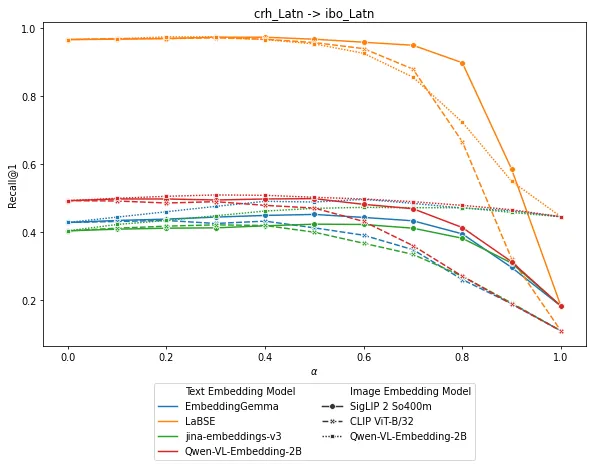 crh_Latn -> ibo_Latn
Recall@1
1.0
0.8
0.6
0.4
0.2
0.0 0.2 0.4 0.6 0.8 1.0
α
Text Embedding Model Image Embedding Model
EmbeddingGemma SigLIP 2 So400m
LaBSE CLIP ViT-B/32
jina-embeddings-v3 Qwen-VL-Embedding-2B
Qwen-VL-Embedding-2B